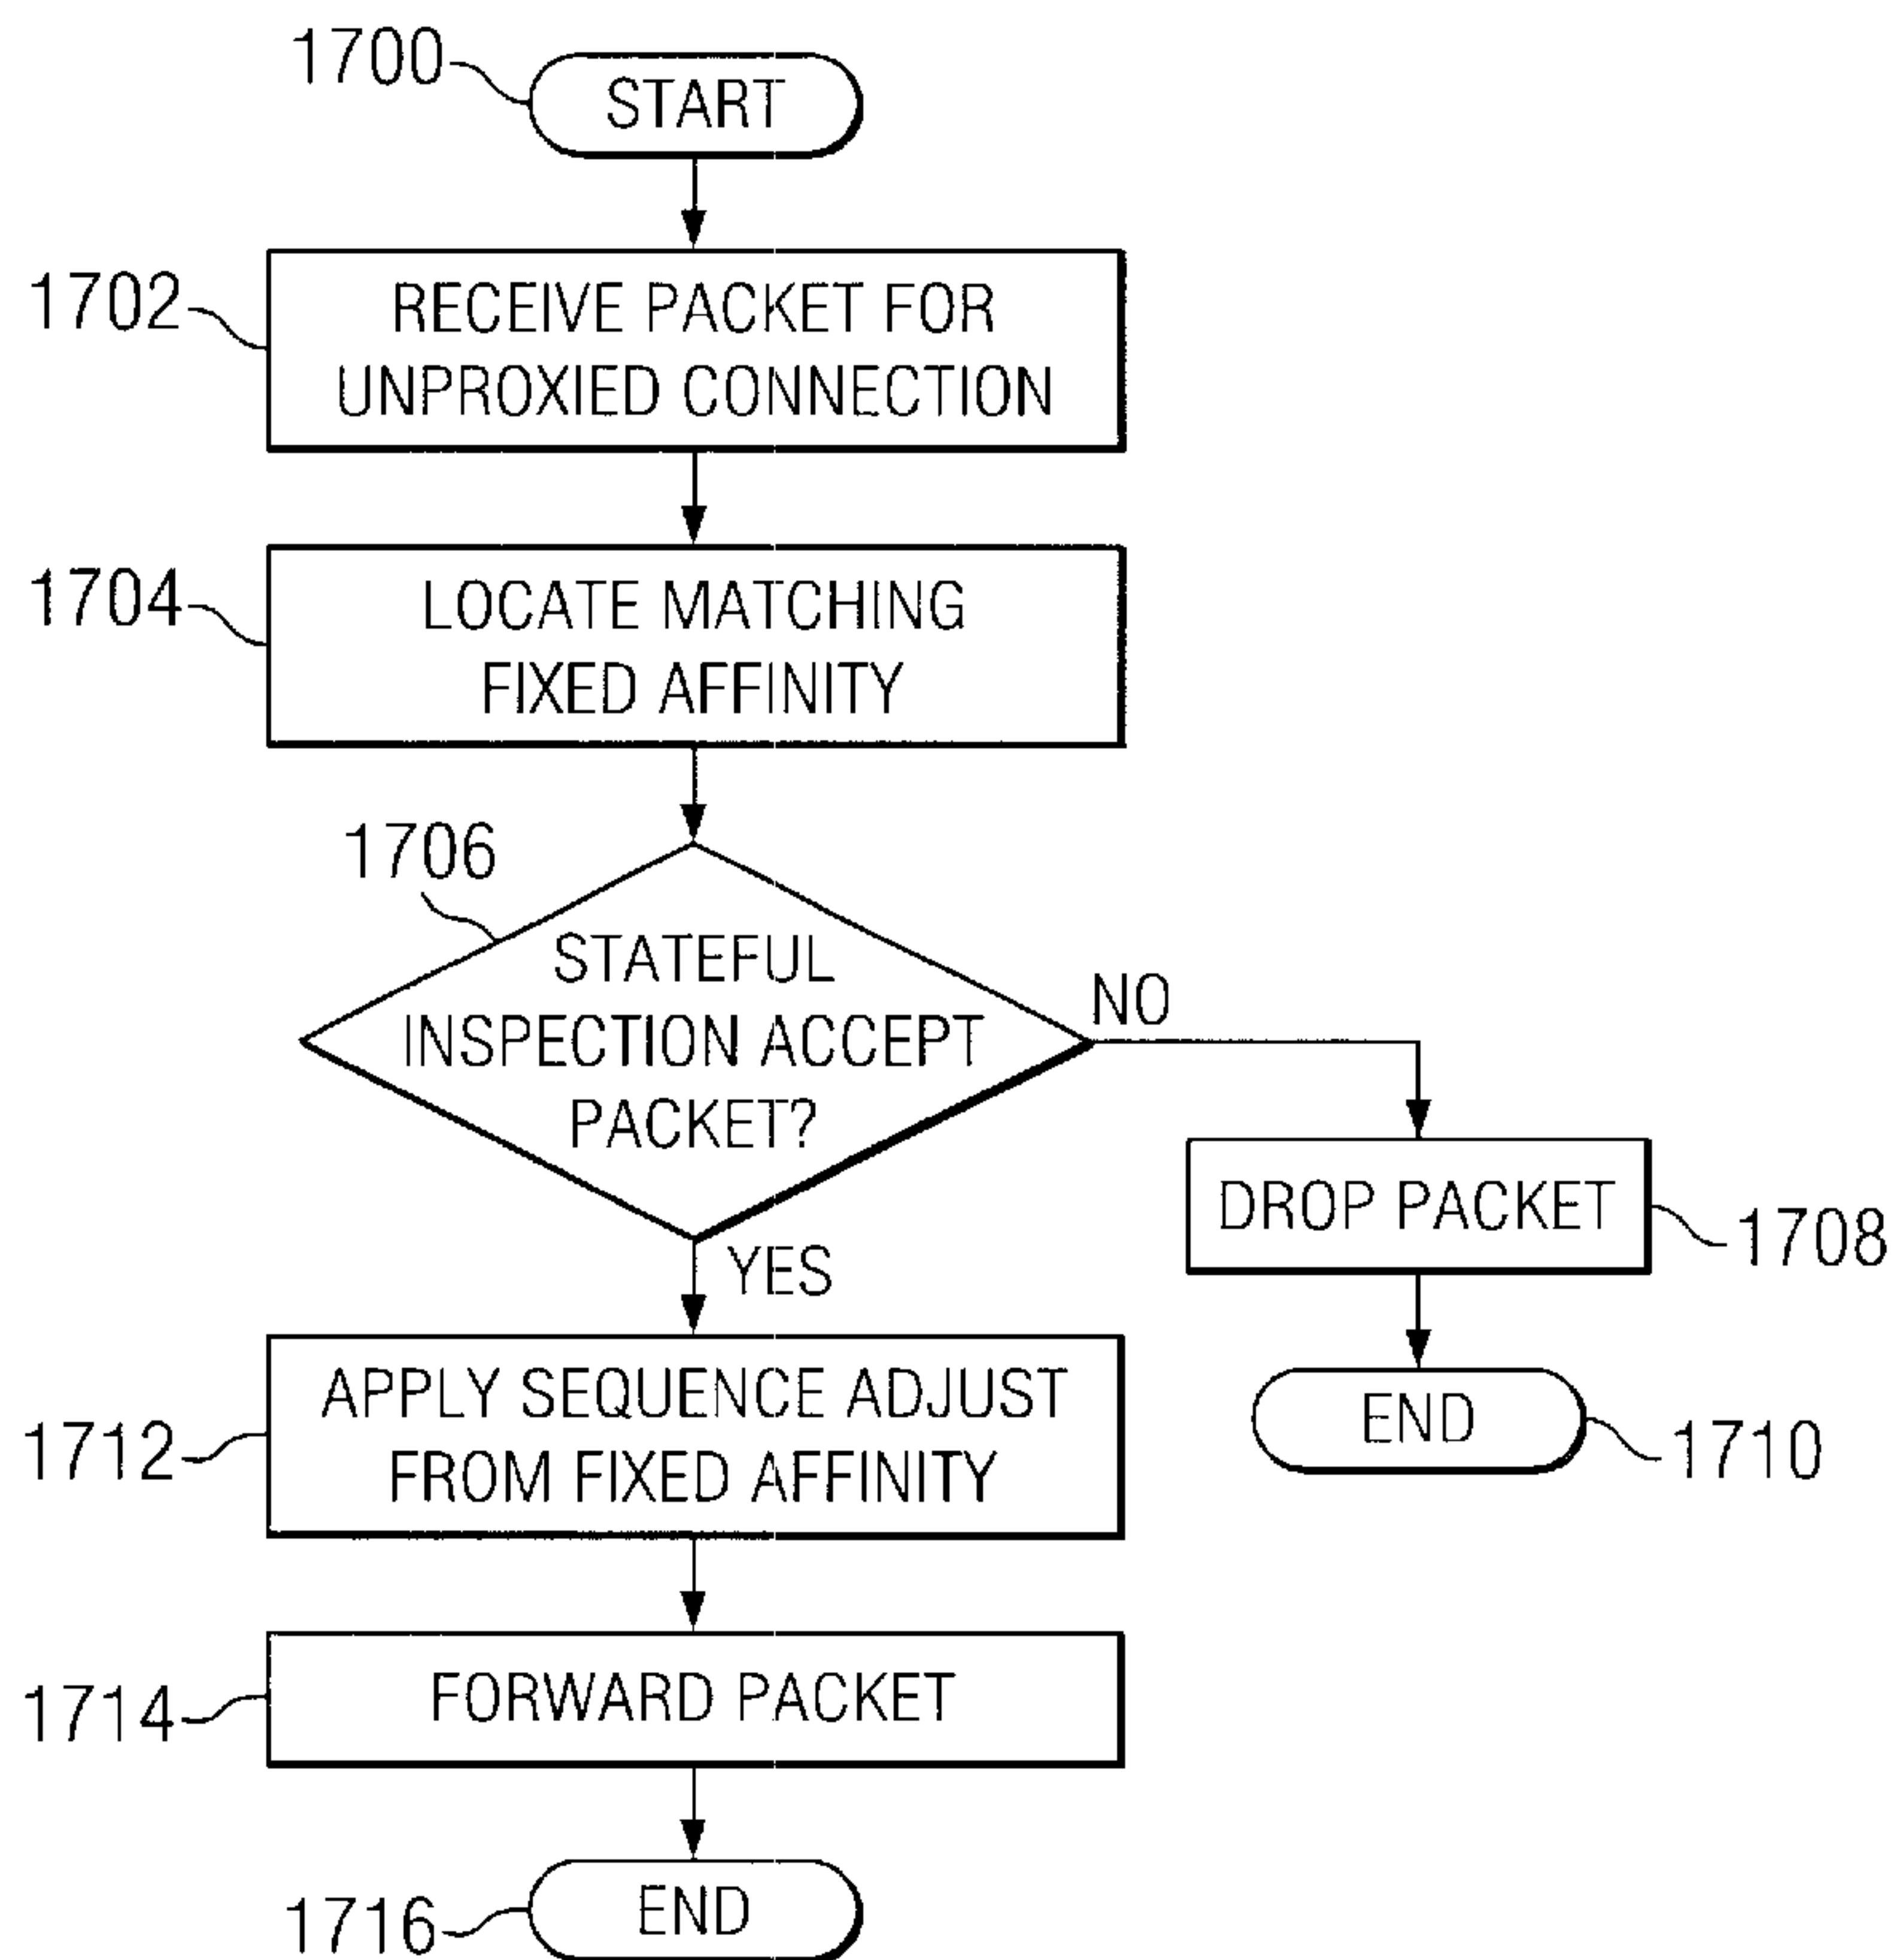 1700
START
1702
RECEIVE PACKET FOR
UNPROXIED CONNECTION
1704
LOCATE MATCHING
FIXED AFFINITY
1706
STATEFUL
INSPECTION ACCEPT
PACKET?
NO
DROP PACKET
1708
YES
END
1710
1712
APPLY SEQUENCE ADJUST
FROM FIXED AFFINITY
1714
FORWARD PACKET
1716
END